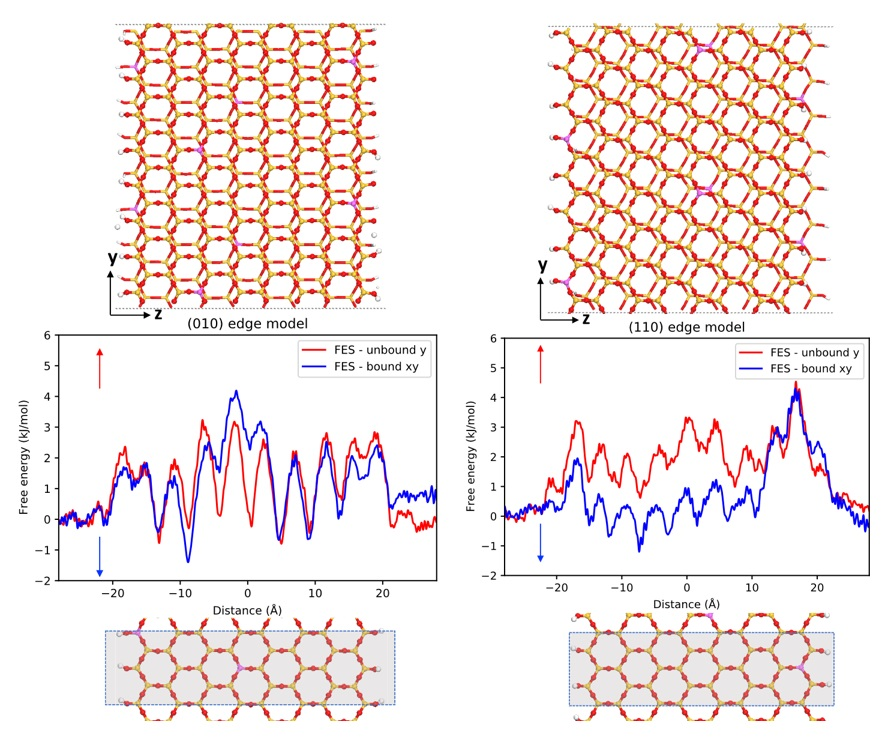 y
z
(010) edge model
y
z
(110) edge model
6
5
4
3
2
1
0
−1
−2
Free energy (kJ/mol)
FES - unbound y
FES - bound xy
−20
−10
0
10
20
Distance (Å)
6
5
4
3
2
1
0
−1
−2
Free energy (kJ/mol)
FES - unbound y
FES - bound xy
−20
−10
0
10
20
Distance (Å)